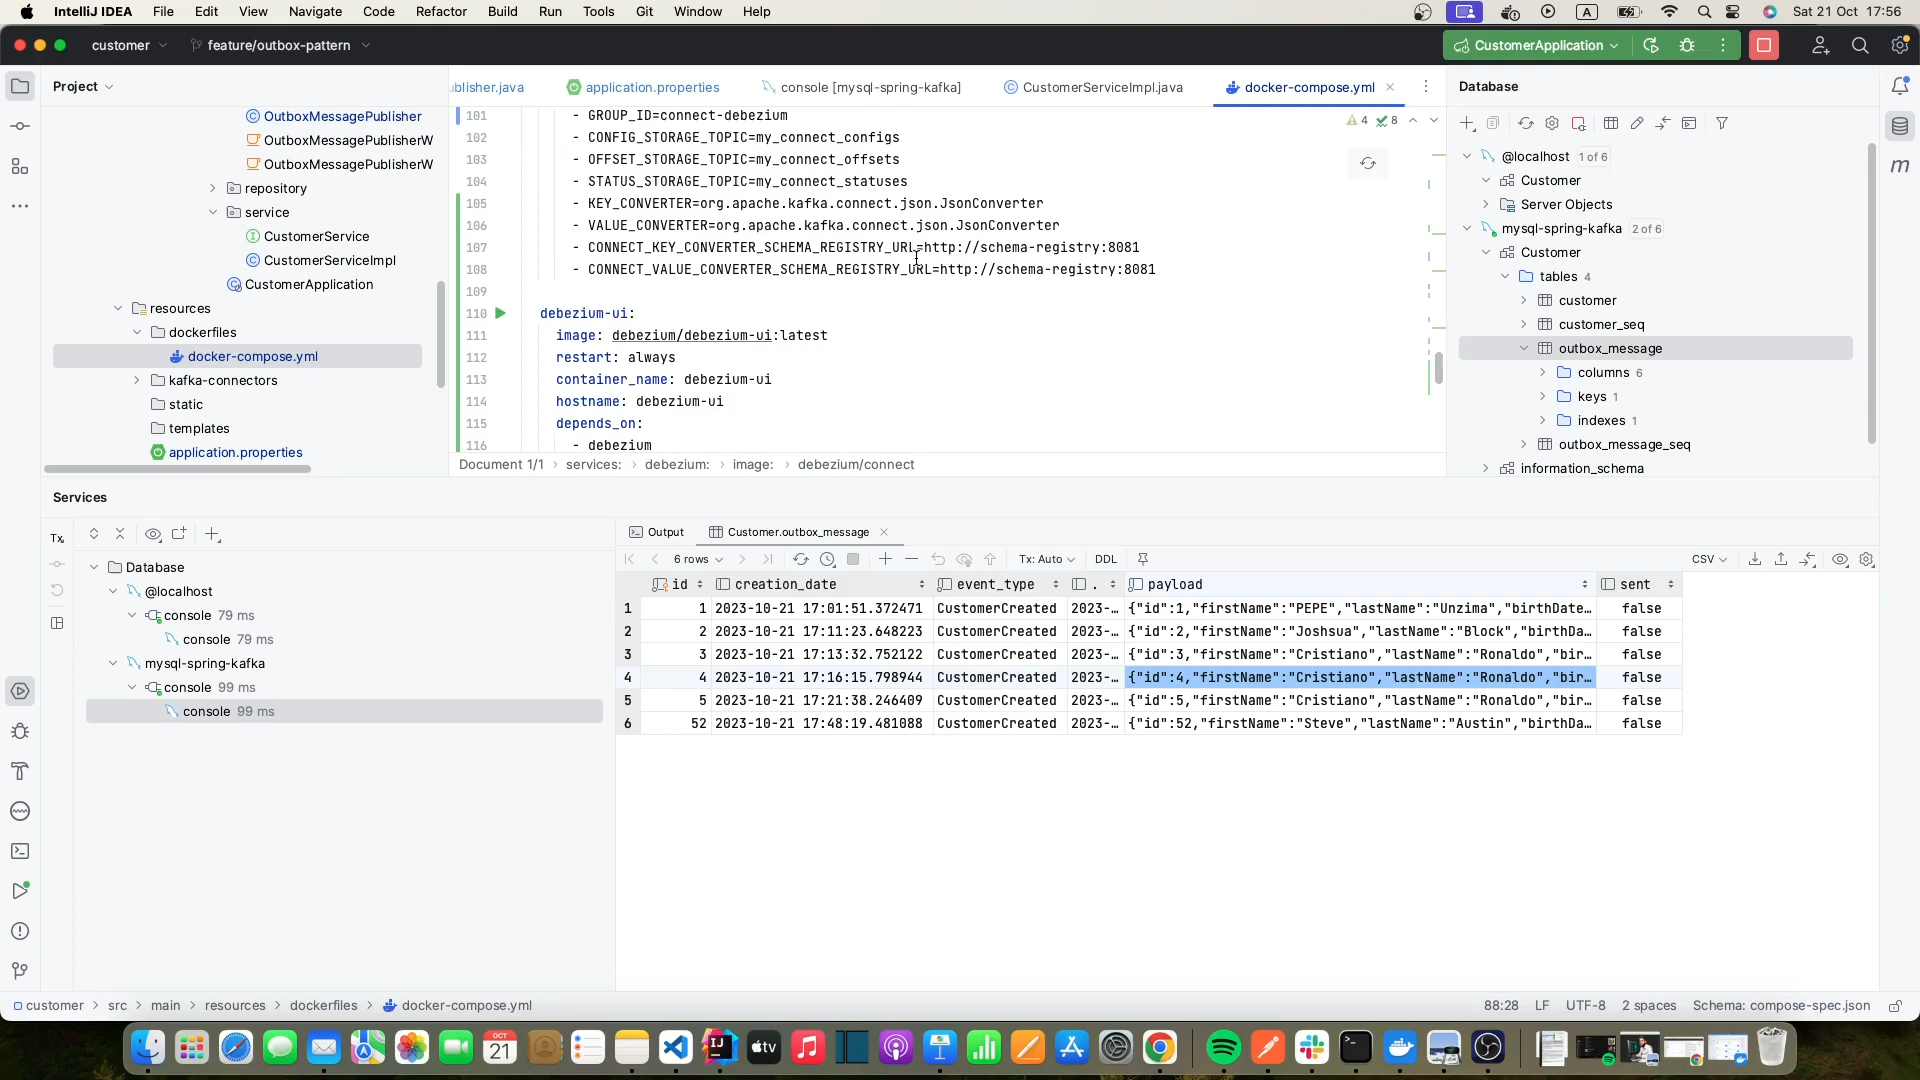 IntelliJ IDEA File Edit View Navigate Code Refactor Build Run Tools Git Window Help
A
Sat 21 Oct 17:56
customer feature/outbox-pattern
CustomerApplication
Project
OutboxMessagePublisher
OutboxMessagePublisherW
OutboxMessagePublisherW
repository
service
CustomerService
CustomerServiceImpl
CustomerApplication
resources
dockerfiles
docker-compose.yml
kafka-connectors
static
templates
application.properties
ublisher.java application.properties console [mysql-spring-kafka] CustomerServiceImpl.java docker-compose.yml
4 8
101 - GROUP_ID=connect-debezium
102 - CONFIG_STORAGE_TOPIC=my_connect_configs
103 - OFFSET_STORAGE_TOPIC=my_connect_offsets
104 - STATUS_STORAGE_TOPIC=my_connect_statuses
105 - KEY_CONVERTER=org.apache.kafka.connect.json.JsonConverter
106 - VALUE_CONVERTER=org.apache.kafka.connect.json.JsonConverter
107 - CONNECT_KEY_CONVERTER_SCHEMA_REGISTRY_URL=http://schema-registry:8081
108 - CONNECT_VALUE_CONVERTER_SCHEMA_REGISTRY_URL=http://schema-registry:8081
109
110 debezium-ui:
111 image: debezium/debezium-ui:latest
112 restart: always
113 container_name: debezium-ui
114 hostname: debezium-ui
115 depends_on:
116 - debezium
Document 1/1 services: debezium: image: debezium/connect
Database
@localhost 1 of 6
Customer
Server Objects
mysql-spring-kafka 2 of 6
Customer
tables 4
customer
customer_seq
outbox_message
columns 6
keys 1
indexes 1
outbox_message_seq
information_schema
m
Services
Tx
Database
@localhost
console 79 ms
console 79 ms
mysql-spring-kafka
console 99 ms
console 99 ms
Output Customer.outbox_message
6 rows Tx: Auto DDL CSV
id creation_date event_type . payload sent
1 1 2023-10-21 17:01:51.372471 CustomerCreated 2023-… {"id":1,"firstName":"PEPE","lastName":"Unzima","birthDate… false
2 2 2023-10-21 17:11:23.648223 CustomerCreated 2023-… {"id":2,"firstName":"Joshsua","lastName":"Block","birthDa… false
3 3 2023-10-21 17:13:32.752122 CustomerCreated 2023-… {"id":3,"firstName":"Cristiano","lastName":"Ronaldo","bir… false
4 4 2023-10-21 17:16:15.798944 CustomerCreated 2023-… {"id":4,"firstName":"Cristiano","lastName":"Ronaldo","bir… false
5 5 2023-10-21 17:21:38.246409 CustomerCreated 2023-… {"id":5,"firstName":"Cristiano","lastName":"Ronaldo","bir… false
6 52 2023-10-21 17:48:19.481088 CustomerCreated 2023-… {"id":52,"firstName":"Steve","lastName":"Austin","birthDa… false
customer > src > main > resources > dockerfiles > docker-compose.yml
88:28 LF UTF-8 2 spaces Schema: compose-spec.json
OCT
21
IJ
tv